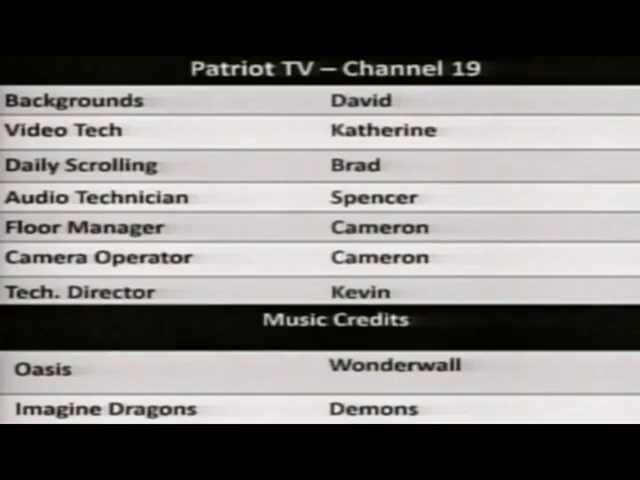 Patriot TV – Channel 19
Backgrounds David
Video Tech Katherine
Daily Scrolling Brad
Audio Technician Spencer
Floor Manager Cameron
Camera Operator Cameron
Tech. Director Kevin
Music Credits
Oasis Wonderwall
Imagine Dragons Demons